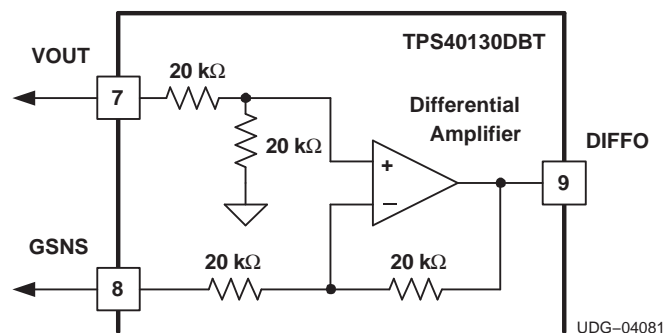 TPS40130DBT
VOUT
20 kΩ
7
Differential
Amplifier
20 kΩ
DIFFO
+
9
−
GSNS
20 kΩ
20 kΩ
8
UDG–04081